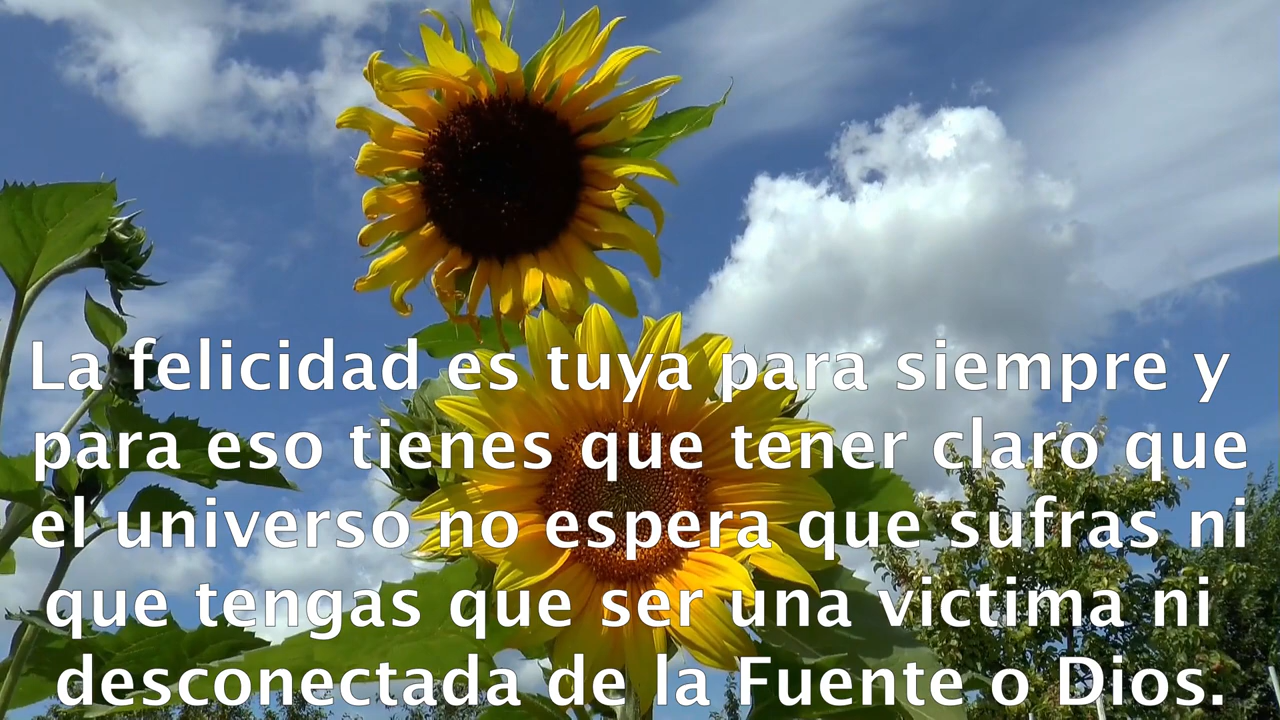 La felicidad es tuya para siempre y
para eso tienes que tener claro que
el universo no espera que sufras ni
que tengas que ser una victima ni
desconectada de la Fuente o Dios.